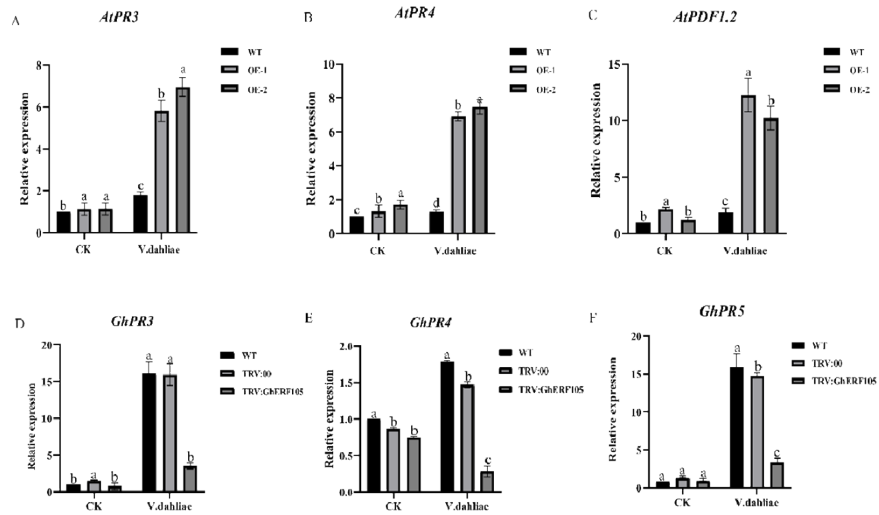 A
AtPR3
Relative expression
8
6
4
2
0
b a a c b a
CK V.dahliae
WT
OE-1
OE-2
B
AtPR4
Relative expression
10
8
6
4
2
0
c b a d b a
CK V.dahliae
WT
OE-1
OE-2
C
AtPDF1.2
Relative expression
15
10
5
0
b a b c a b
CK V.dahliae
WT
OE-1
OE-2
D
GhPR3
Relative expression
20
15
10
5
0
b a b a a b
CK V.dahliae
WT
TRV:00
TRV:GhERF105
E
GhPR4
Relative expression
2.0
1.5
1.0
0.5
0.0
a b b a b c
CK V.dahliae
WT
TRV:00
TRV:GhERF105
F
GhPR5
Relative expression
20
15
10
5
0
a a a a b c
CK V.dahliae
WT
TRV:00
TRV:GhERF105